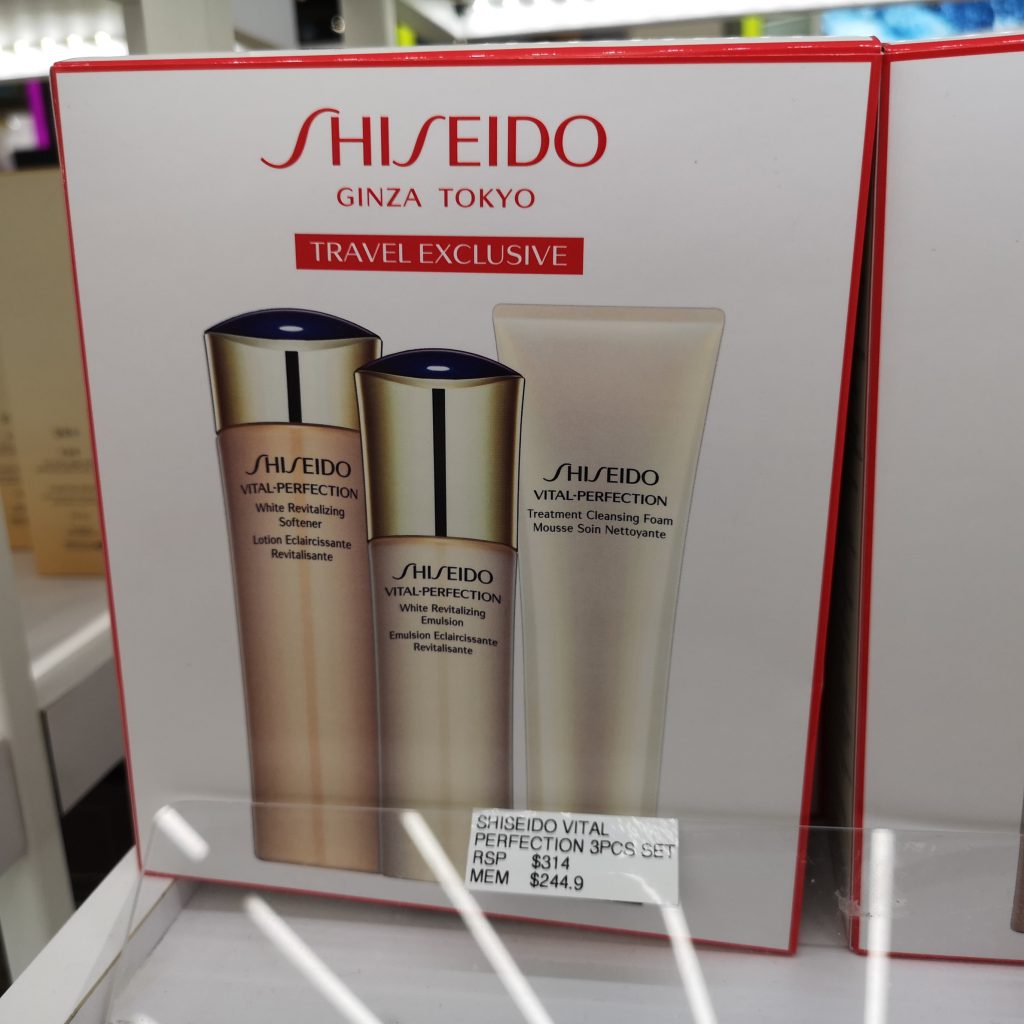 SHISEIDO
GINZA TOKYO
TRAVEL EXCLUSIVE
SHISEIDO
VITAL-PERFECTION
White Revitalizing
Softener
Lotion Eclaircissante
Revitalisante
SHISEIDO
VITAL-PERFECTION
White Revitalizing
Emulsion
Emulsion Eclaircissante
Revitalisante
SHISEIDO
VITAL-PERFECTION
Treatment Cleansing Foam
Mousse Soin Nettoyante
SHISEIDO VITAL
PERFECTION 3PCS SET
RSP $314
MEM $244.9